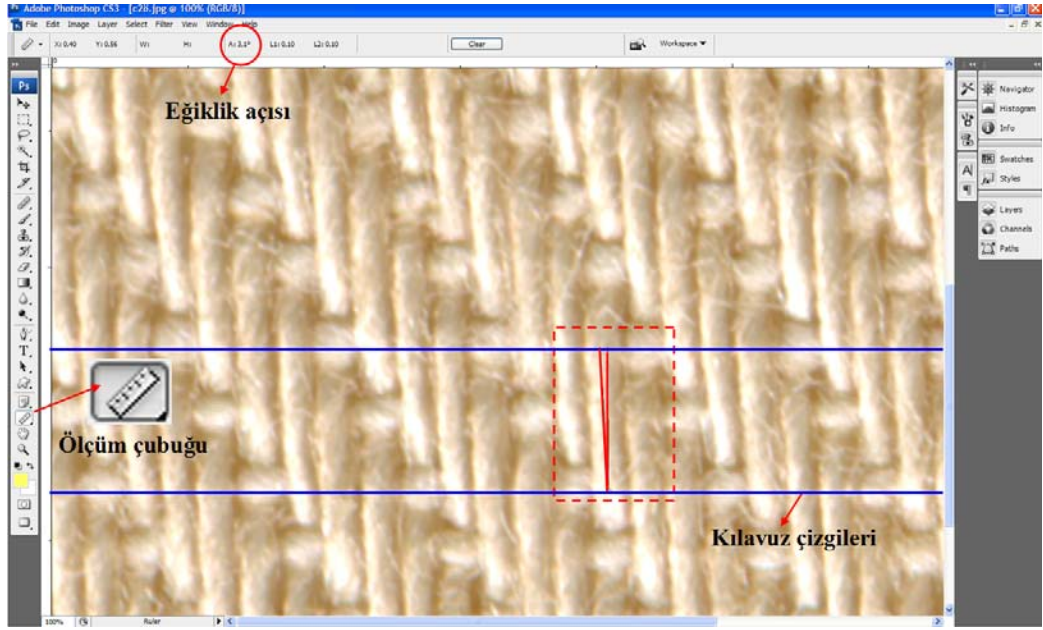 Adobe Photoshop CS3 - [c26.jpg @ 100% (RGB/8)]
File Edit Image Layer Select Filter View Window Help
X: 0.40 Y: 0.56 W: H: A: 3.1° L1: 0.10 L2: 0.10 Clear Workspace
Ps
Navigator
Histogram
Info
Swatches
Styles
Layers
Channels
Paths
Eğiklik açısı
Ölçüm çubuğu
Kılavuz çizgileri
100% Ruler